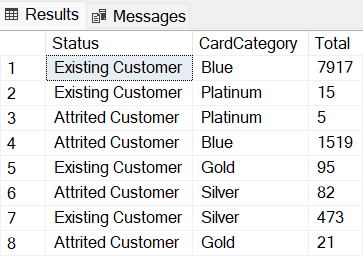 Results Messages
Status CardCategory Total
1 Existing Customer Blue 7917
2 Existing Customer Platinum 15
3 Attrited Customer Platinum 5
4 Attrited Customer Blue 1519
5 Existing Customer Gold 95
6 Attrited Customer Silver 82
7 Existing Customer Silver 473
8 Attrited Customer Gold 21